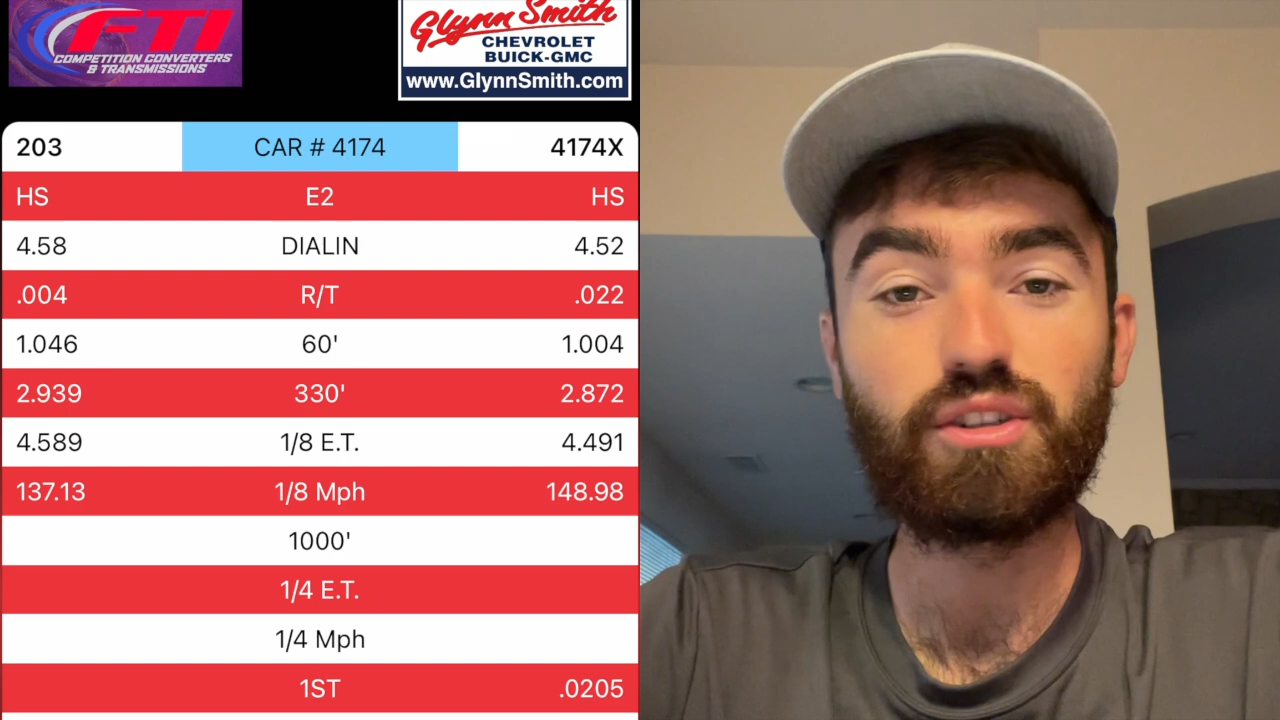 FTI
COMPETITION CONVERTERS
& TRANSMISSIONS
Glynn Smith
CHEVROLET
BUICK-GMC
www.GlynnSmith.com
203 CAR # 4174 4174X
HS E2 HS
4.58 DIALIN 4.52
.004 R/T .022
1.046 60' 1.004
2.939 330' 2.872
4.589 1/8 E.T. 4.491
137.13 1/8 Mph 148.98
1000'
1/4 E.T.
1/4 Mph
1ST .0205